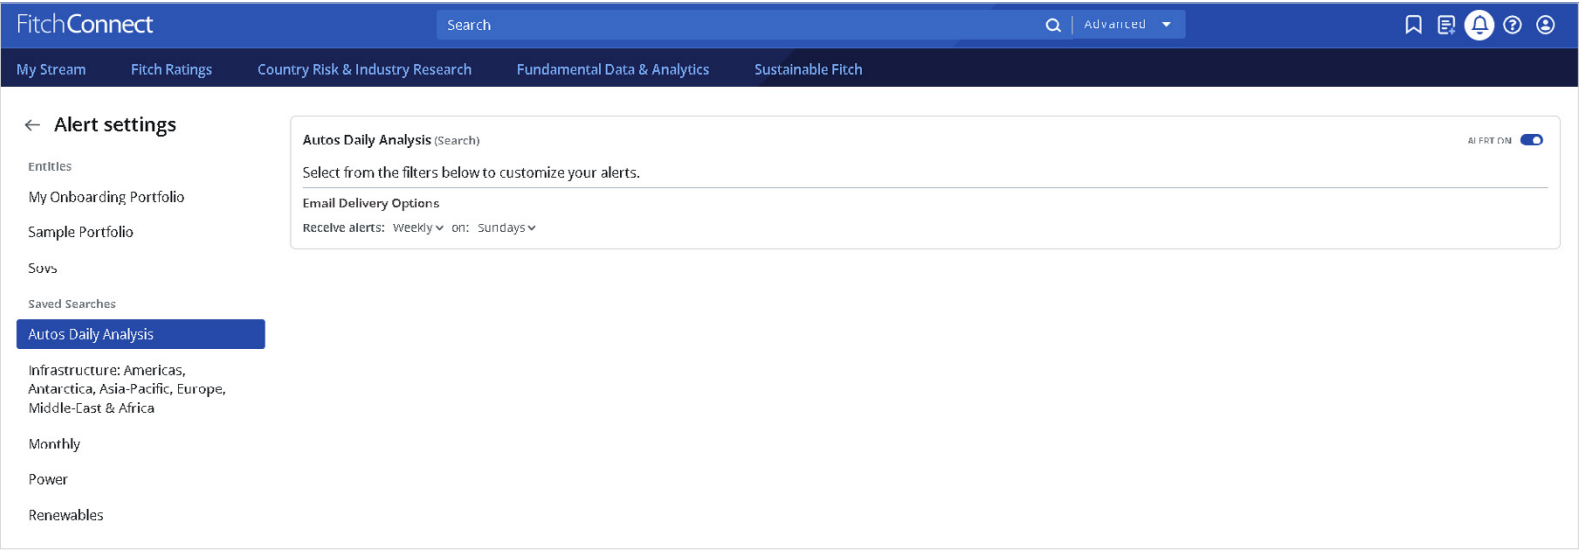 FitchConnect
Search
Advanced
My Stream Fitch Ratings Country Risk & Industry Research Fundamental Data & Analytics Sustainable Fitch
Alert settings
Entities
My Onboarding Portfolio
Sample Portfolio
Sovs
Saved Searches
Autos Daily Analysis
Infrastructure: Americas,
Antarctica, Asia-Pacific, Europe,
Middle-East & Africa
Monthly
Power
Renewables
Autos Daily Analysis (Search)
ALERT ON
Select from the filters below to customize your alerts.
Email Delivery Options
Receive alerts: Weekly on: Sundays